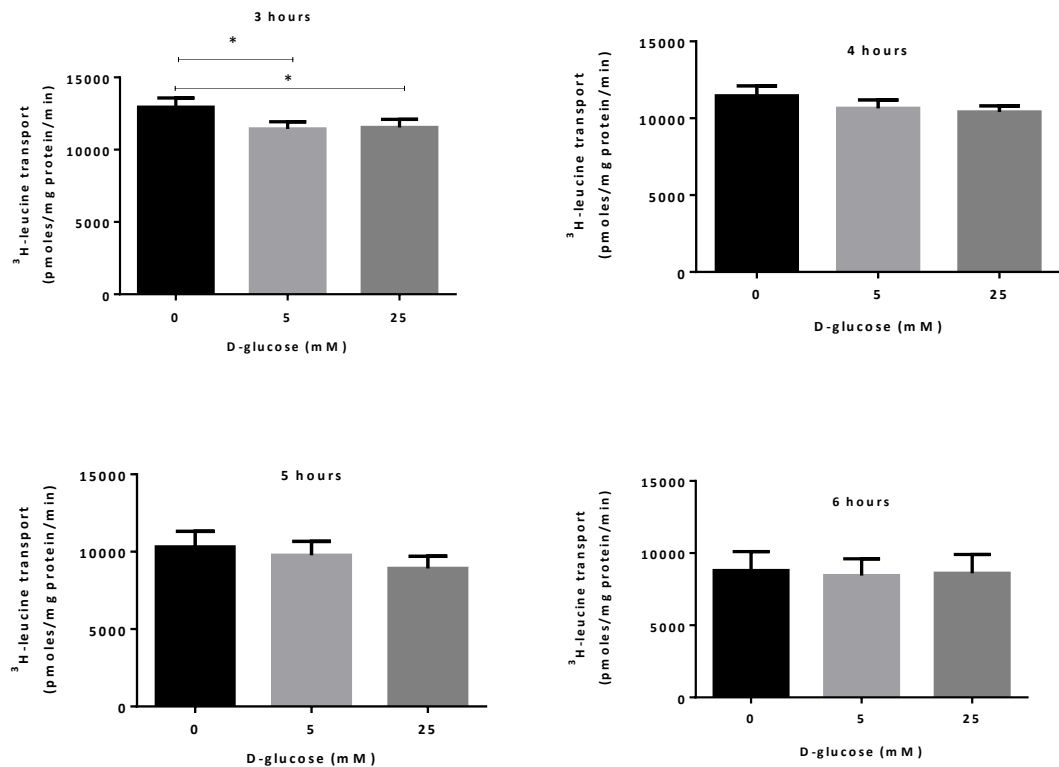 3 hours
*
*
15000
10000
5000
0
³H-leucine transport
(pmoles/mg protein/min)
0 5 25
D-glucose (mM)
4 hours
15000
10000
5000
0
³H-leucine transport
(pmoles/mg protein/min)
0 5 25
D-glucose (mM)
5 hours
15000
10000
5000
0
³H-leucine transport
(pmoles/mg protein/min)
0 5 25
D-glucose (mM)
6 hours
15000
10000
5000
0
³H-leucine transport
(pmoles/mg protein/min)
0 5 25
D-glucose (mM)